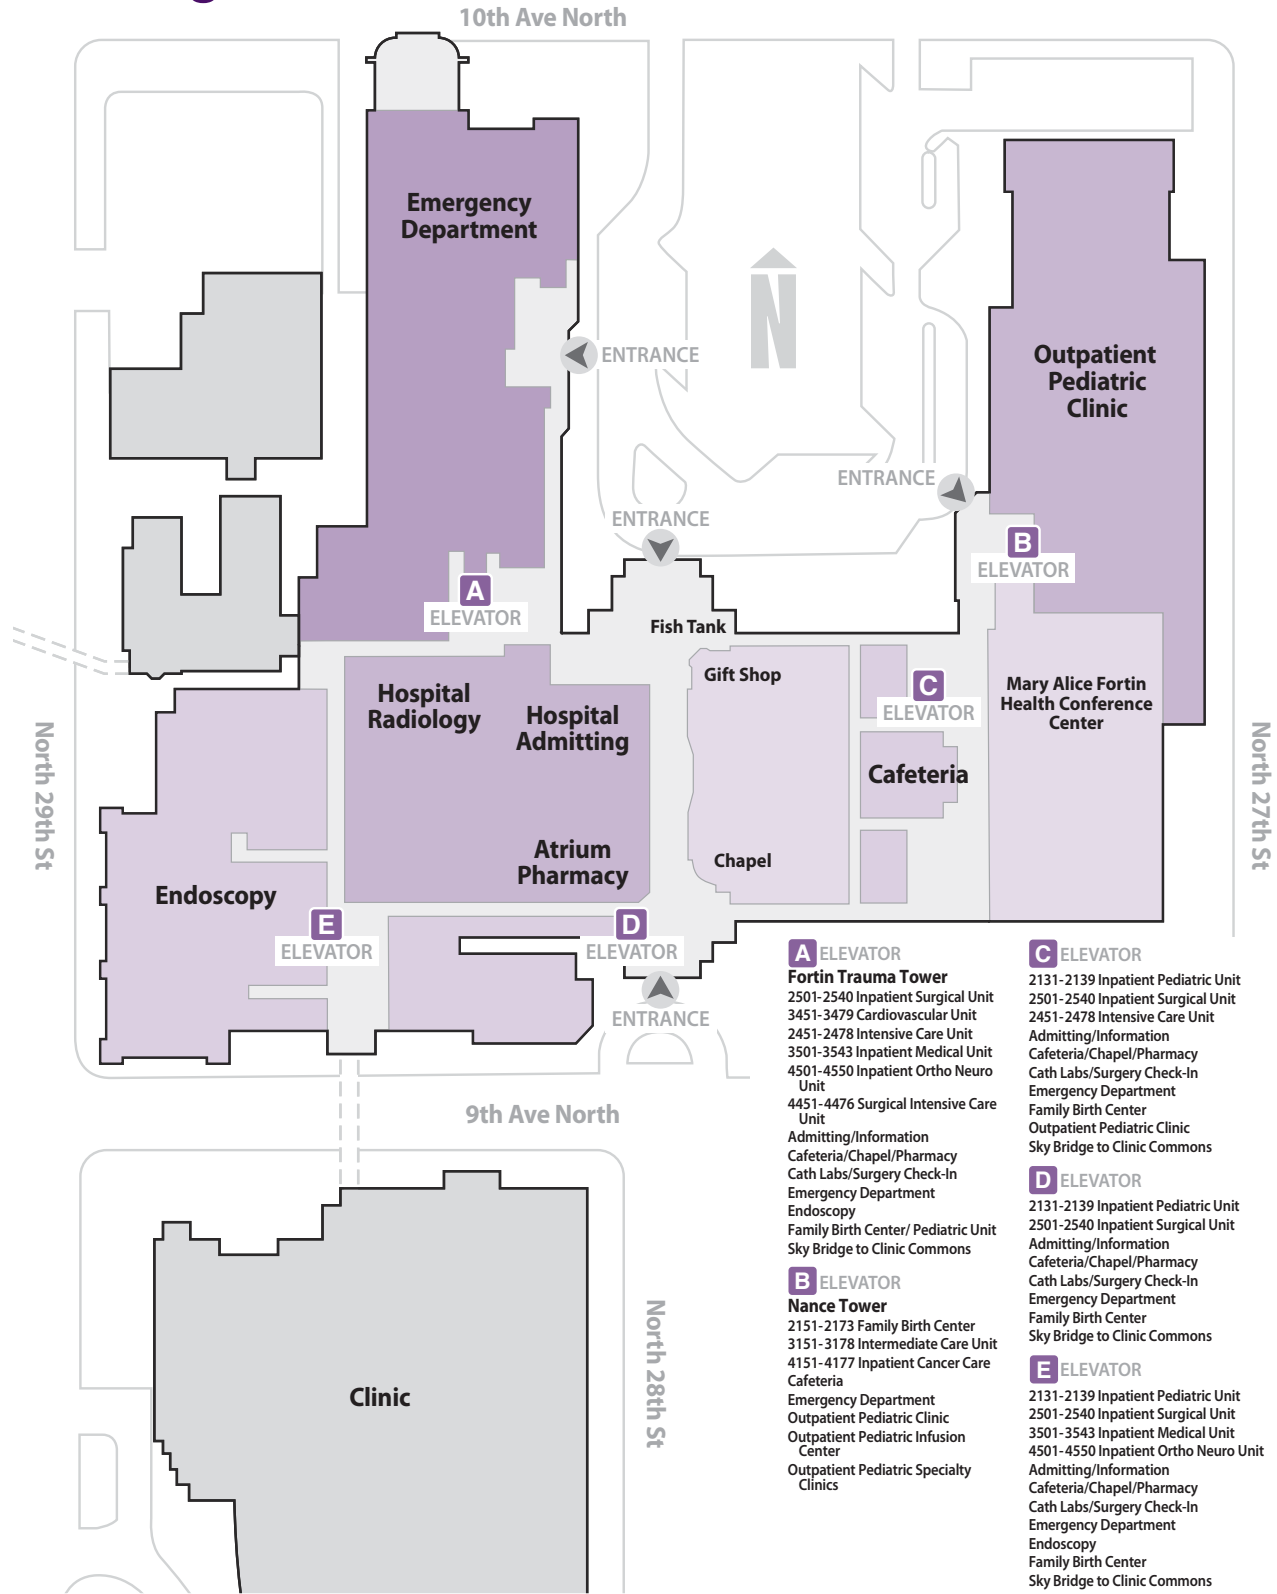 10th Ave North
Emergency
Department
N
ENTRANCE
Outpatient
Pediatric
Clinic
ENTRANCE
ENTRANCE
B
ELEVATOR
A
ELEVATOR
Fish Tank
Gift Shop
C
ELEVATOR
Mary Alice Fortin
Health Conference
Center
Hospital
Radiology
Hospital
Admitting
North 29th St
North 27th St
Cafeteria
Atrium
Pharmacy
Chapel
Endoscopy
E
ELEVATOR
D
ELEVATOR
ENTRANCE
9th Ave North
North 28th St
Clinic
A ELEVATOR
Fortin Trauma Tower
2501-2540 Inpatient Surgical Unit
3451-3479 Cardiovascular Unit
2451-2478 Intensive Care Unit
3501-3543 Inpatient Medical Unit
4501-4550 Inpatient Ortho Neuro
Unit
4451-4476 Surgical Intensive Care
Unit
Admitting/Information
Cafeteria/Chapel/Pharmacy
Cath Labs/Surgery Check-In
Emergency Department
Endoscopy
Family Birth Center/ Pediatric Unit
Sky Bridge to Clinic Commons
B ELEVATOR
Nance Tower
2151-2173 Family Birth Center
3151-3178 Intermediate Care Unit
4151-4177 Inpatient Cancer Care
Cafeteria
Emergency Department
Outpatient Pediatric Clinic
Outpatient Pediatric Infusion
Center
Outpatient Pediatric Specialty
Clinics
C ELEVATOR
2131-2139 Inpatient Pediatric Unit
2501-2540 Inpatient Surgical Unit
2451-2478 Intensive Care Unit
Admitting/Information
Cafeteria/Chapel/Pharmacy
Cath Labs/Surgery Check-In
Emergency Department
Family Birth Center
Outpatient Pediatric Clinic
Sky Bridge to Clinic Commons
D ELEVATOR
2131-2139 Inpatient Pediatric Unit
2501-2540 Inpatient Surgical Unit
Admitting/Information
Cafeteria/Chapel/Pharmacy
Cath Labs/Surgery Check-In
Emergency Department
Family Birth Center
Sky Bridge to Clinic Commons
E ELEVATOR
2131-2139 Inpatient Pediatric Unit
2501-2540 Inpatient Surgical Unit
3501-3543 Inpatient Medical Unit
4501-4550 Inpatient Ortho Neuro Unit
Admitting/Information
Cafeteria/Chapel/Pharmacy
Cath Labs/Surgery Check-In
Emergency Department
Endoscopy
Family Birth Center
Sky Bridge to Clinic Commons